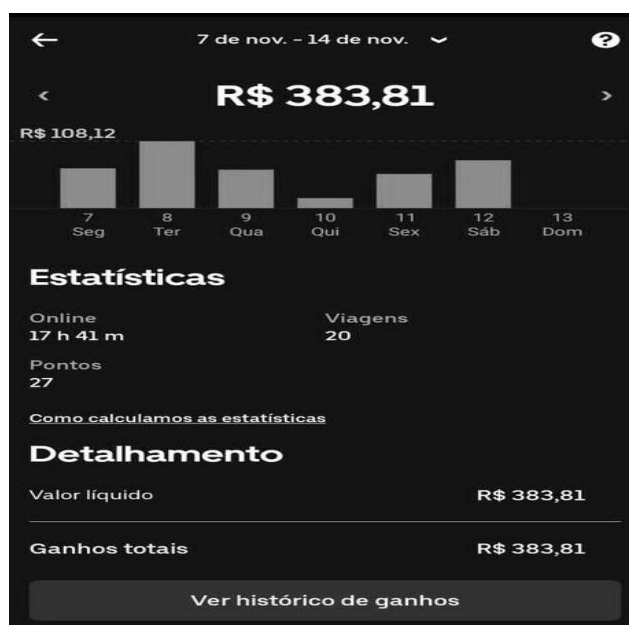 7 de nov. – 14 de nov.
R$ 383,81
R$ 108,12
7 8 9 10 11 12 13
Seg Ter Qua Qui Sex Sáb Dom
Estatísticas
Online Viagens
17 h 41 m 20
Pontos
27
Como calculamos as estatísticas
Detalhamento
Valor líquido R$ 383,81
Ganhos totais R$ 383,81
Ver histórico de ganhos